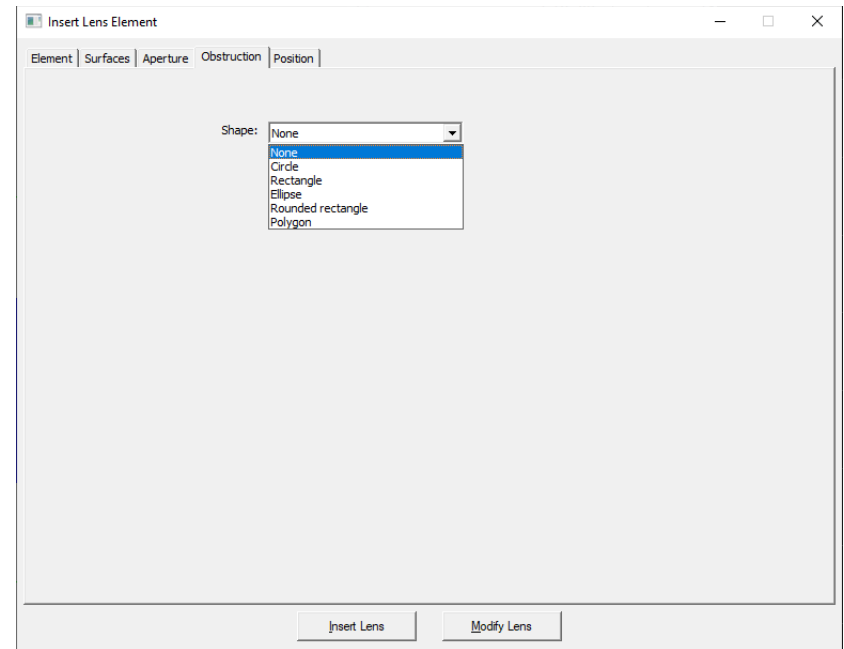 Insert Lens Element
Element Surfaces Aperture Obstruction Position
Shape: None
None
Circle
Rectangle
Ellipse
Rounded rectangle
Polygon
Insert Lens Modify Lens